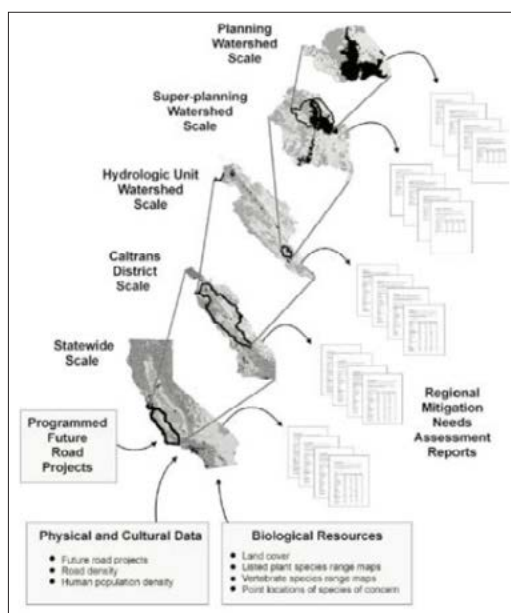 Planning
Watershed
Scale
Super-planning
Watershed
Scale
Hydrologic Unit
Watershed
Scale
Caltrans
District
Scale
Statewide
Scale
Programmed
Future
Road
Projects
Regional
Mitigation
Needs
Assessment
Reports
Physical and Cultural Data
• Future road projects
• Road density
• Human population density
Biological Resources
• Land cover
• Listed plant species range maps
• Vertebrate species range maps
• Point locations of species of concern